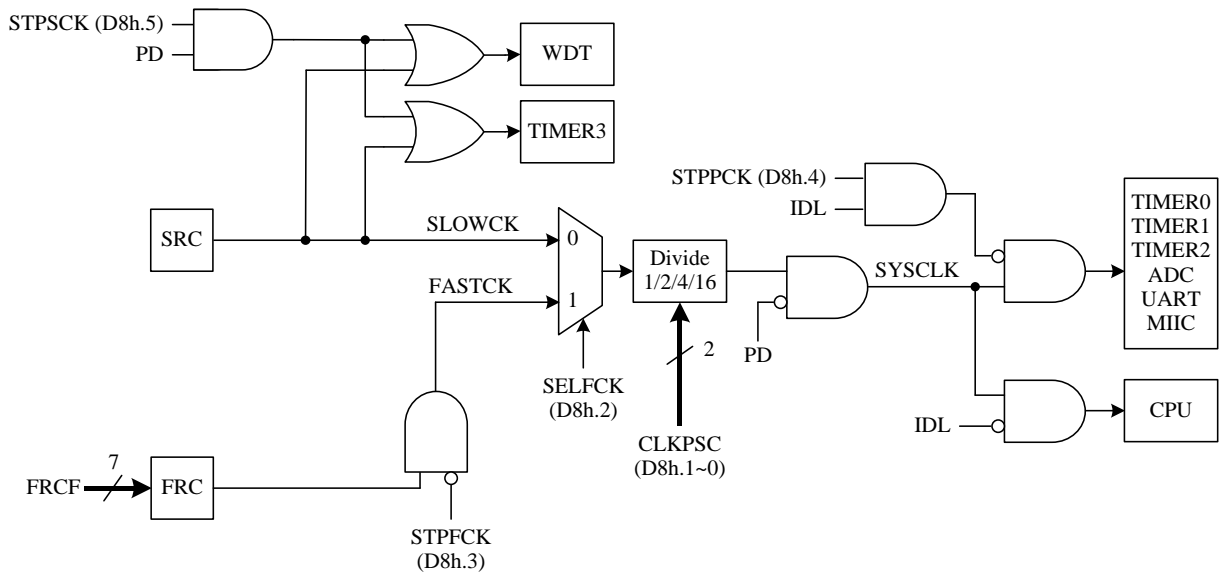 STPSCK (D8h.5)
PD
WDT
TIMER3
STPPCK (D8h.4)
IDL
TIMER0
TIMER1
TIMER2
ADC
UART
MIIC
SRC
SLOWCK
0
Divide
1/2/4/16
SYSCLK
FASTCK
1
PD
2
SELFCK
(D8h.2)
CLKPSC
(D8h.1~0)
IDL
CPU
FRCF
7
FRC
STPFCK
(D8h.3)